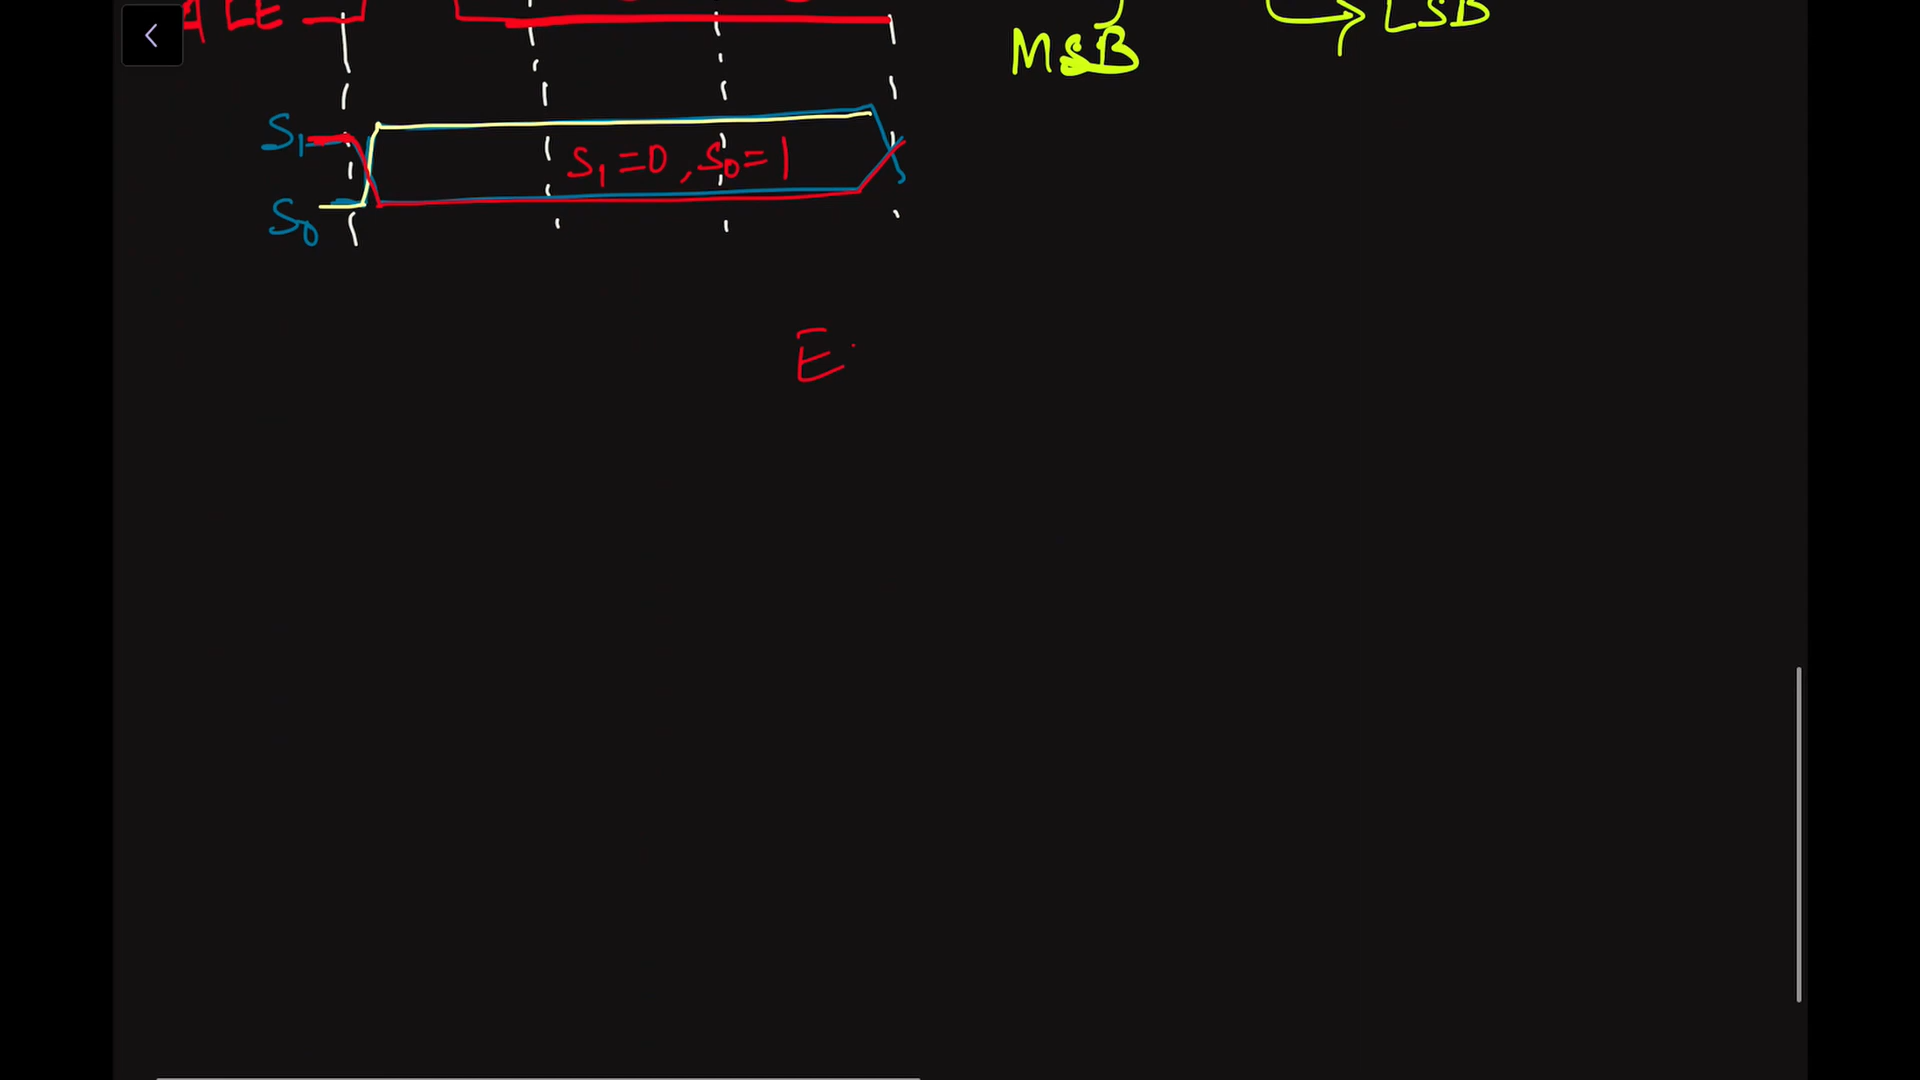 ALE
LSB
MSB
S₁
S₁=0, S₀=1
S₀
E